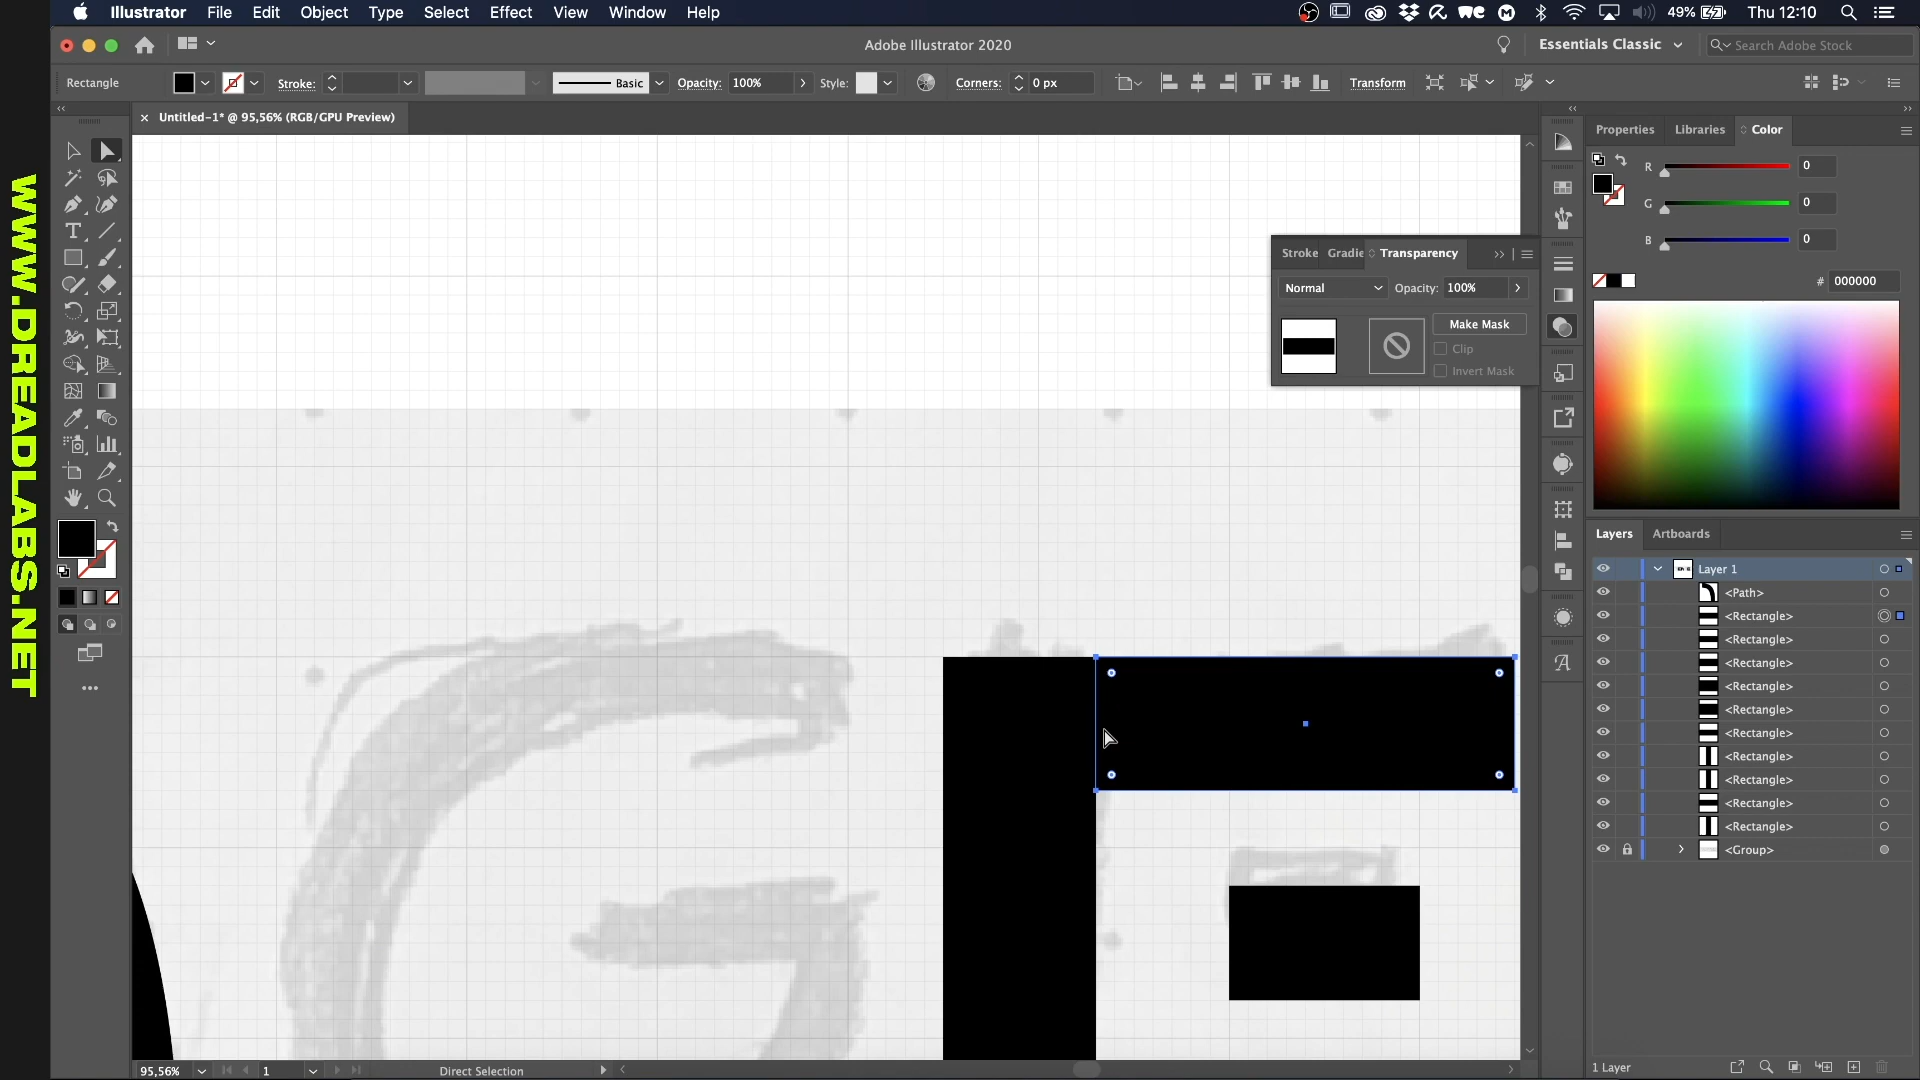 Illustrator File Edit Object Type Select Effect View Window Help
49% Thu 12:10
Adobe Illustrator 2020
Essentials Classic
Search Adobe Stock
Rectangle Stroke: Basic Opacity: 100% Style: Corners: 0 px Transform
× Untitled-1* @ 95,56% (RGB/GPU Preview)
WWW.DREADLABS.NET
Properties Libraries Color
R 0
G 0
B 0
# 000000
Stroke Gradie Transparency
Normal Opacity: 100%
Make Mask
Clip
Invert Mask
Layers Artboards
Layer 1
<Path>
<Rectangle>
<Rectangle>
<Rectangle>
<Rectangle>
<Rectangle>
<Rectangle>
<Rectangle>
<Rectangle>
<Rectangle>
<Rectangle>
<Group>
1 Layer
95,56% 1 Direct Selection